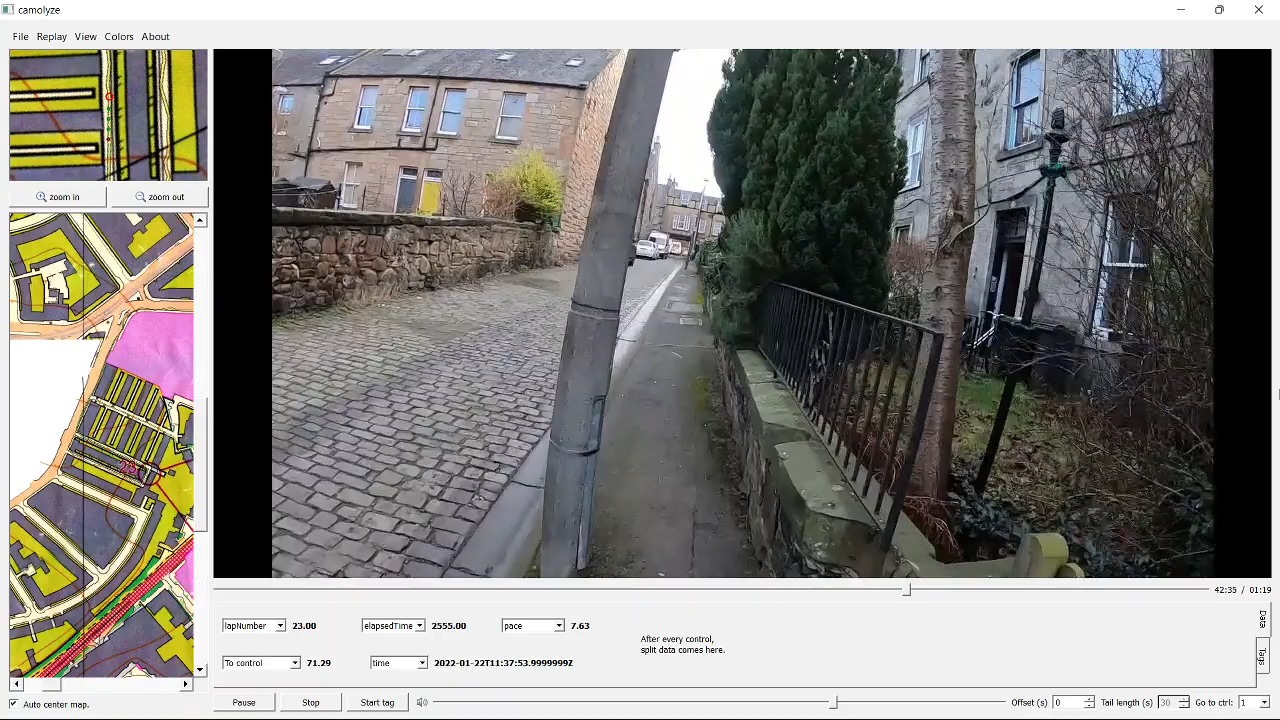 camolyze
File Replay View Colors About
zoom in zoom out
23
42:35 / 01:19
lapNumber 23.00 elapsedTime 2555.00 pace 7.63
After every control,
split data comes here.
To control 71.29 time 2022-01-22T11:37:53.9999999Z
Data
Tags
Auto center map.
Pause Stop Start tag Offset (s) 0 Tail length (s) 30 Go to ctrl: 1